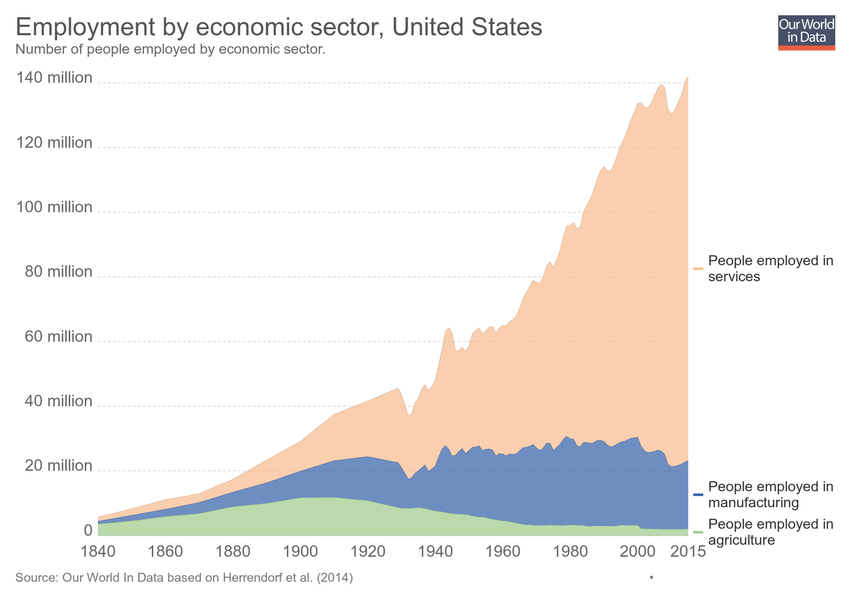 Employment by economic sector, United States
Number of people employed by economic sector.
Our World
in Data
140 million
120 million
100 million
80 million
60 million
40 million
20 million
0
1840 1860 1880 1900 1920 1940 1960 1980 2000 2015
People employed in
services
People employed in
manufacturing
People employed in
agriculture
Source: Our World In Data based on Herrendorf et al. (2014)